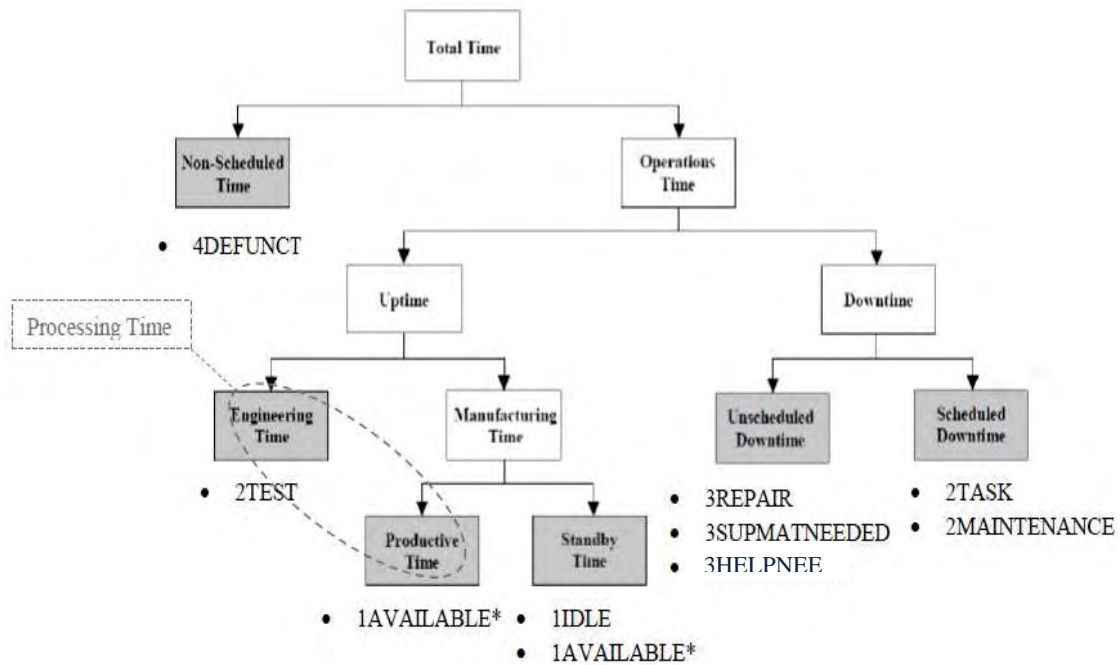 Total Time
Non-Scheduled
Time
Operations
Time
• 4DEFUNCT
Uptime
Downtime
Processing Time
Engineering
Time
Manufacturing
Time
Unscheduled
Downtime
Scheduled
Downtime
• 2TEST
• 3REPAIR
• 3SUPMATNEEDED
• 3HELPNEE
• 2TASK
• 2MAINTENANCE
Productive
Time
Standby
Time
• 1AVAILABLE*
• 1IDLE
• 1AVAILABLE*